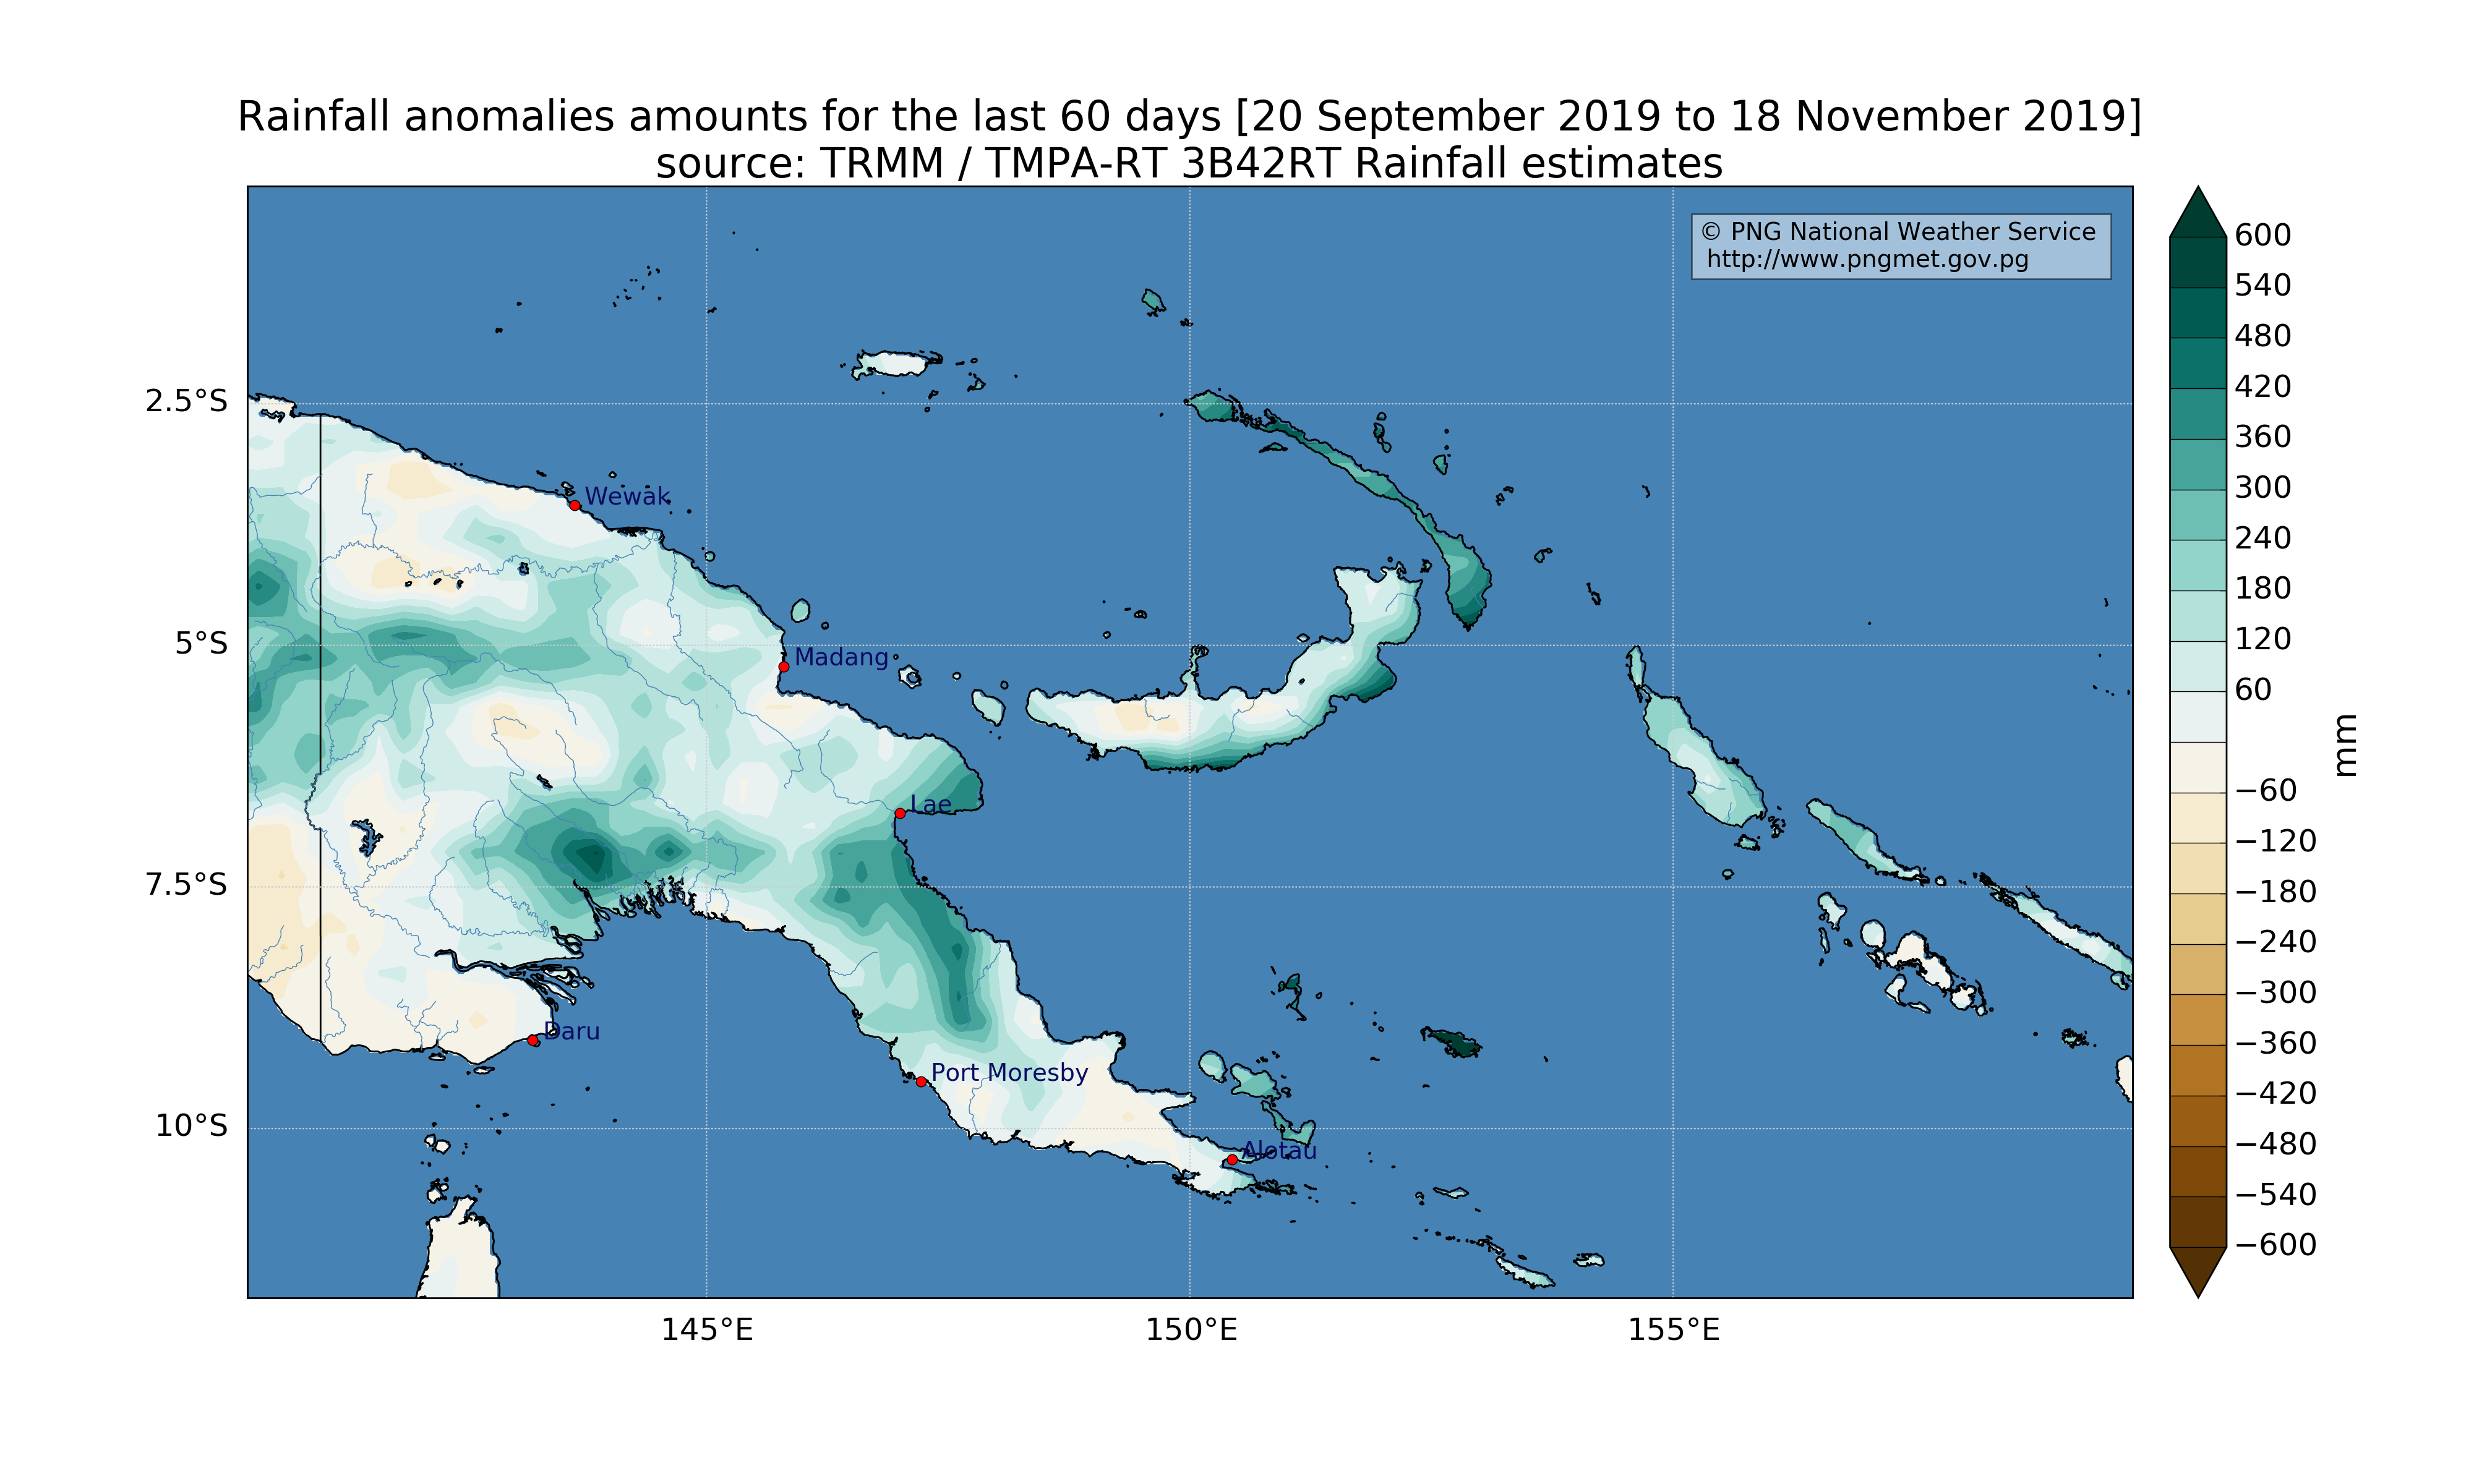 Rainfall anomalies amounts for the last 60 days [20 September 2019 to 18 November 2019]
source: TRMM / TMPA-RT 3B42RT Rainfall estimates
© PNG National Weather Service
http://www.pngmet.gov.pg
600
540
480
420
360
300
240
180
120
60
−60
−120
−180
−240
−300
−360
−420
−480
−540
−600
mm
2.5°S
5°S
7.5°S
10°S
Wewak
Madang
Lae
Daru
Port Moresby
Alotau
145°E
150°E
155°E